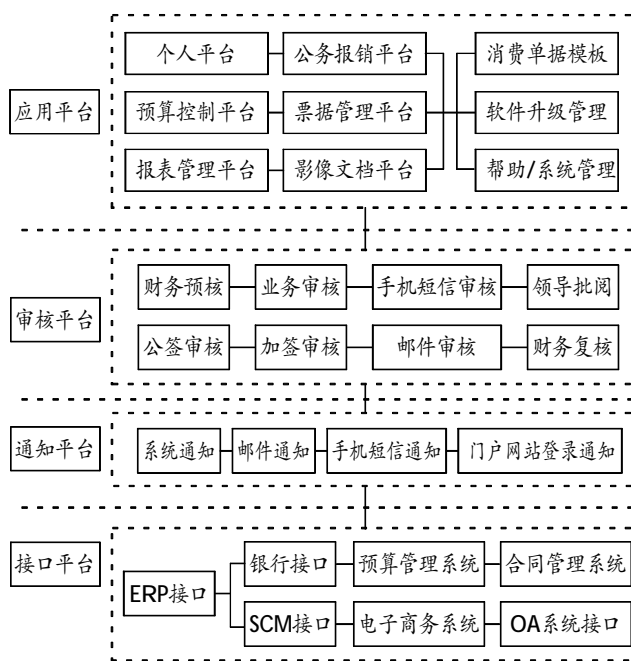 个人平台 公务报销平台 消费单据模板
应用平台 预算控制平台 票据管理平台 软件升级管理
报表管理平台 影像文档平台 帮助/系统管理
财务预核 业务审核 手机短信审核 领导批阅
审核平台
公签审核 加签审核 邮件审核 财务复核
通知平台 系统通知 邮件通知 手机短信通知 门户网站登录通知
接口平台 银行接口 预算管理系统 合同管理系统
ERP接口
SCM接口 电子商务系统 OA系统接口